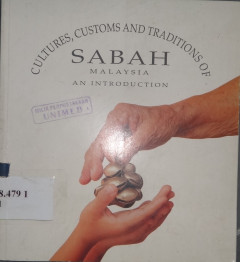 CULTURES, CUSTOMS AND TRADITIONS OF
SABAH
MALAYSIA
AN INTRODUCTION
UNIMED
8.479 1